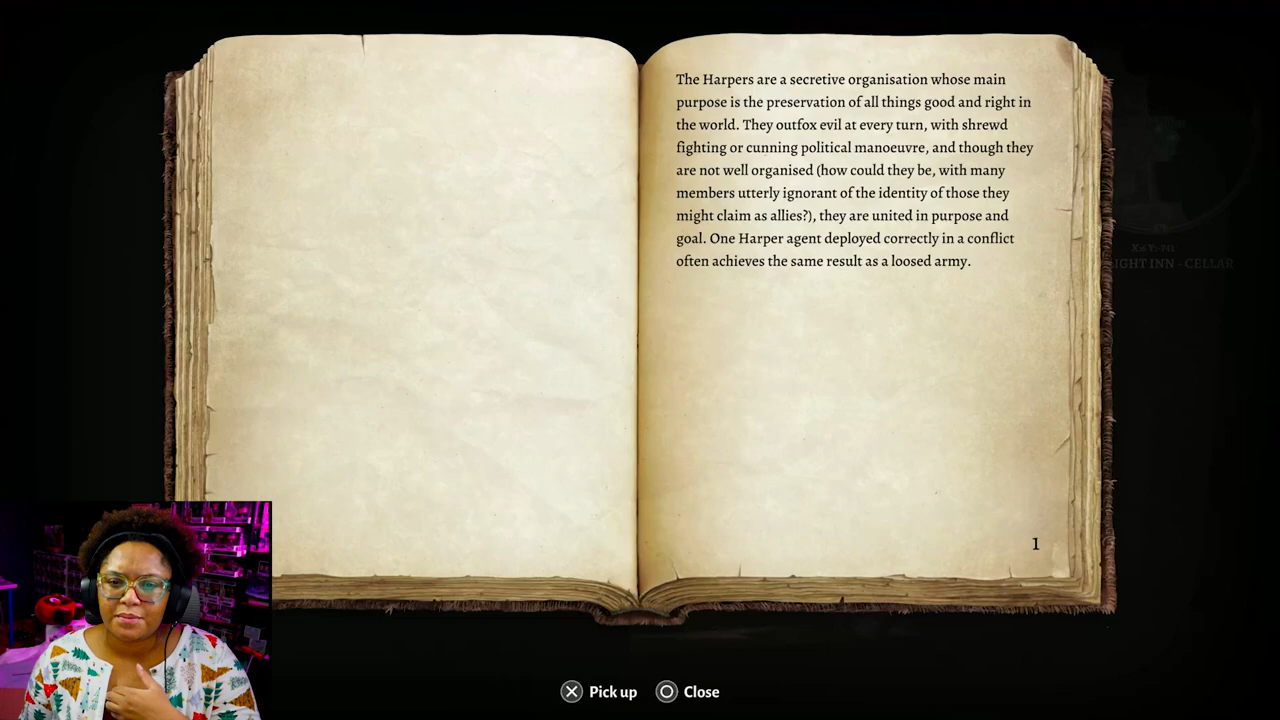 The Harpers are a secretive organisation whose main
purpose is the preservation of all things good and right in
the world. They outfox evil at every turn, with shrewd
fighting or cunning political manoeuvre, and though they
are not well organised (how could they be, with many
members utterly ignorant of the identity of those they
might claim as allies?), they are united in purpose and
goal. One Harper agent deployed correctly in a conflict
often achieves the same result as a loosed army.
IGHT INN - CELLAR
1
Pick up
Close